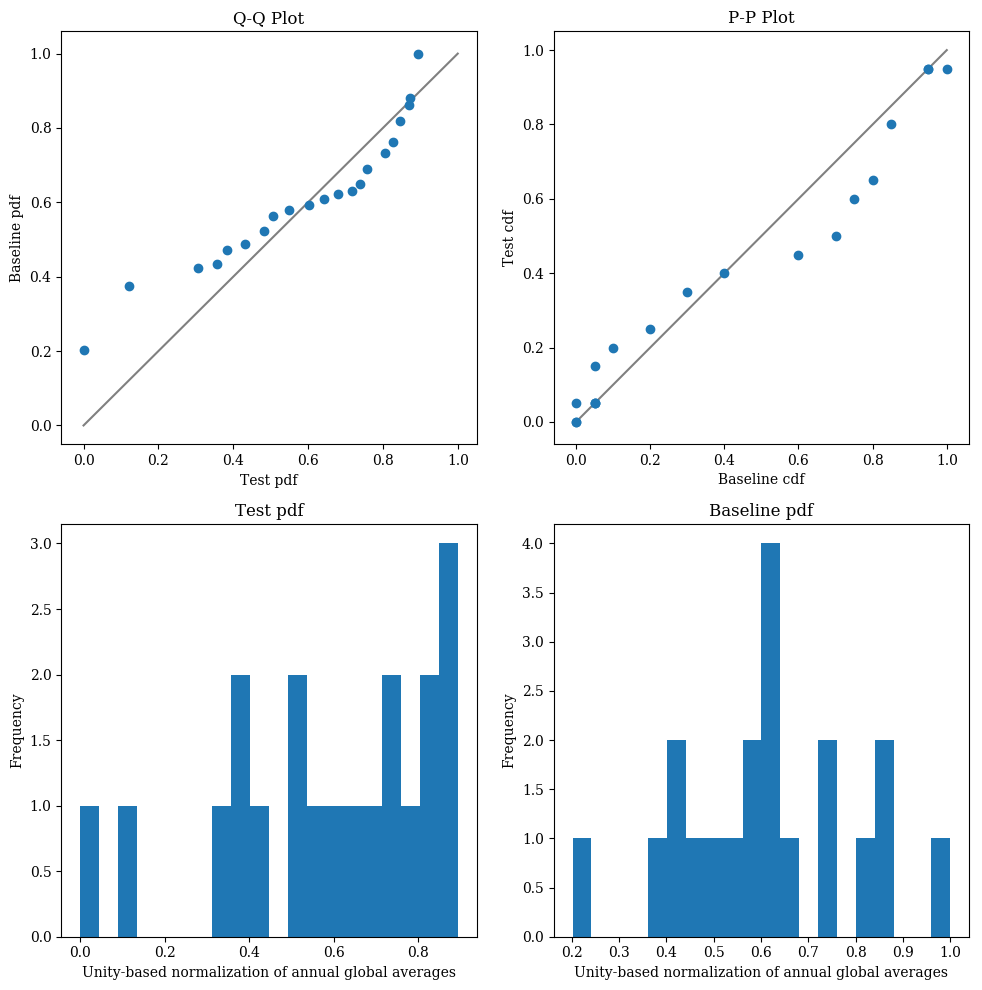 Q-Q Plot
1.0
0.8
0.6
0.4
0.2
0.0
Baseline pdf
0.0 0.2 0.4 0.6 0.8 1.0
Test pdf
P-P Plot
1.0
0.8
0.6
0.4
0.2
0.0
Test cdf
0.0 0.2 0.4 0.6 0.8 1.0
Baseline cdf
Test pdf
3.0
2.5
2.0
1.5
1.0
0.5
0.0
Frequency
0.0 0.2 0.4 0.6 0.8
Unity-based normalization of annual global averages
Baseline pdf
4.0
3.5
3.0
2.5
2.0
1.5
1.0
0.5
0.0
Frequency
0.2 0.3 0.4 0.5 0.6 0.7 0.8 0.9 1.0
Unity-based normalization of annual global averages